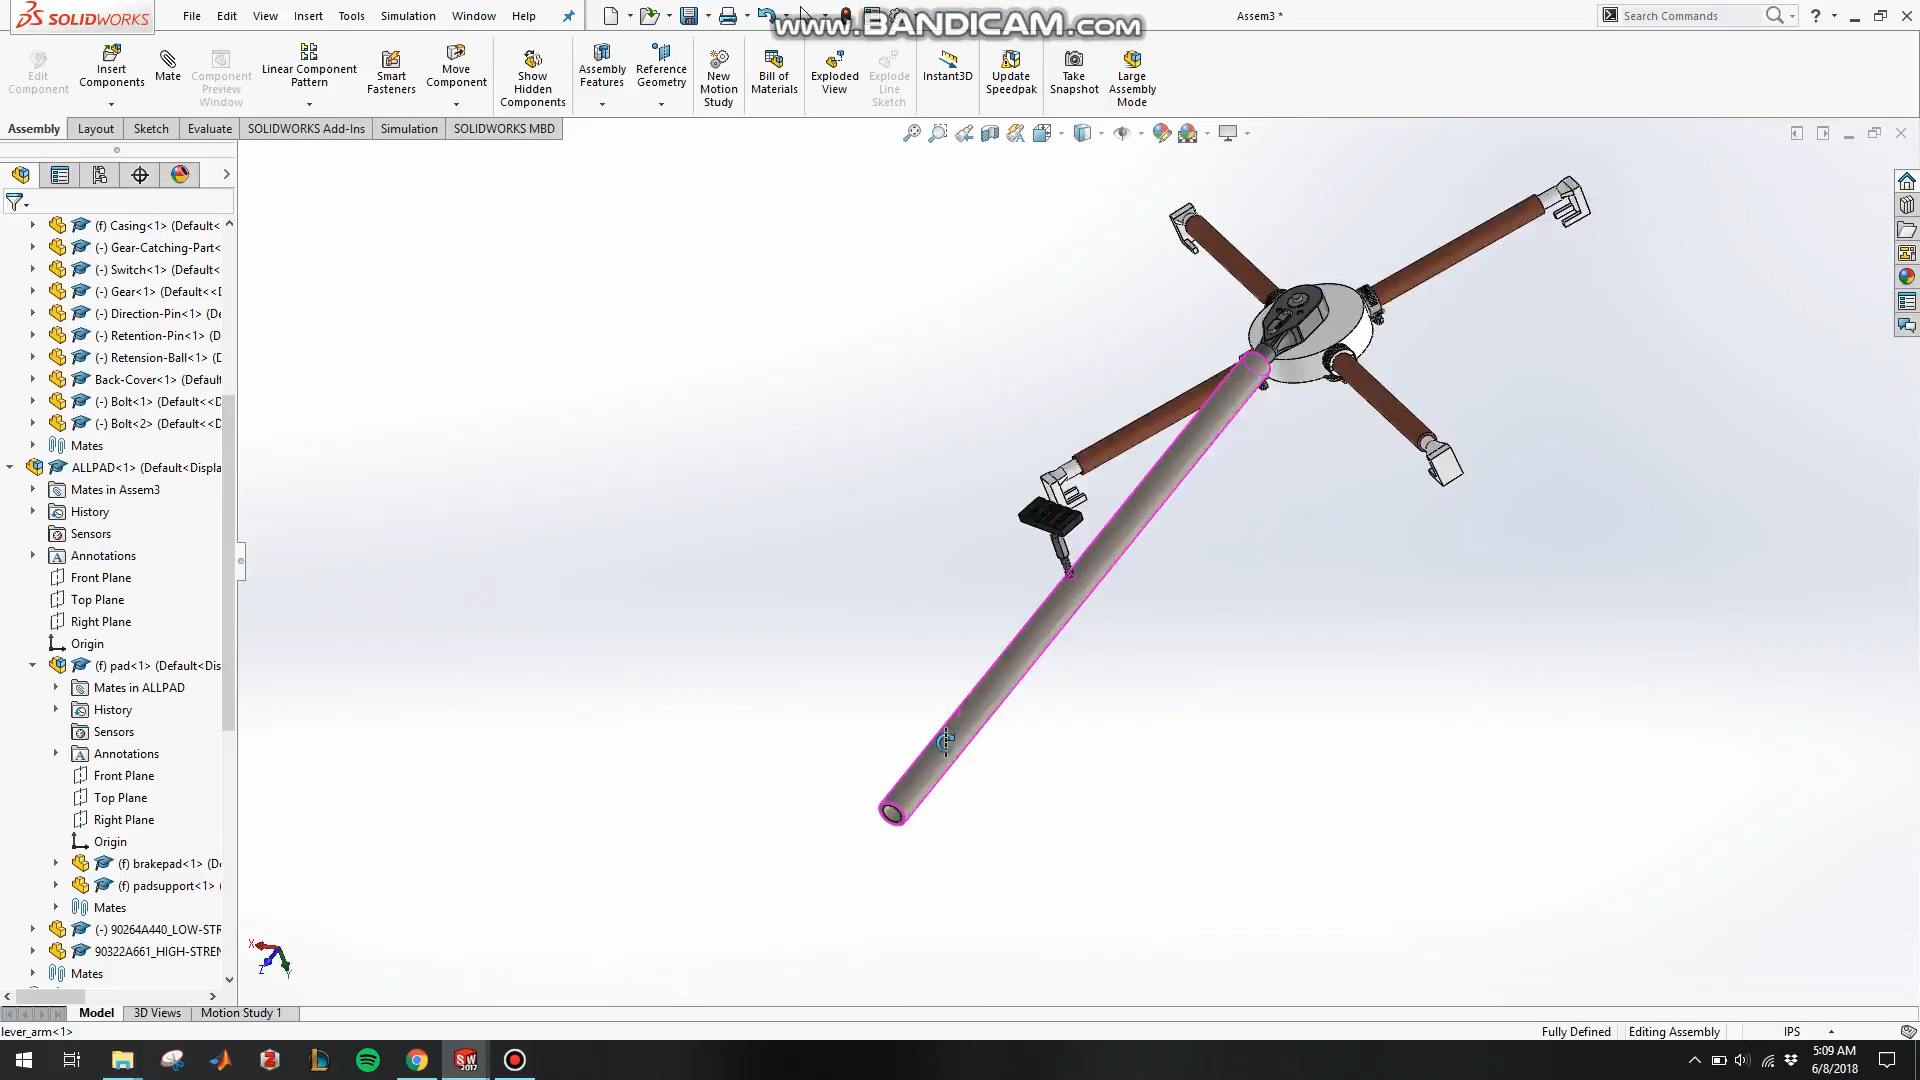 SOLIDWORKS
File Edit View Insert Tools Simulation Window Help
www.BANDICAM.com
Assem3 *
Search Commands
Edit Component
Insert Components
Mate
Component Preview Window
Linear Component Pattern
Smart Fasteners
Move Component
Show Hidden Components
Assembly Features
Reference Geometry
New Motion Study
Bill of Materials
Exploded View
Explode Line Sketch
Instant3D
Update Speedpak
Take Snapshot
Large Assembly Mode
Assembly Layout Sketch Evaluate SOLIDWORKS Add-Ins Simulation SOLIDWORKS MBD
(f) Casing<1> (Default<
(-) Gear-Catching-Part<
(-) Switch<1> (Default<
(-) Gear<1> (Default<<D
(-) Direction-Pin<1> (De
(-) Retention-Pin<1> (D
(-) Retension-Ball<1> (D
Back-Cover<1> (Default
(-) Bolt<1> (Default<<D
(-) Bolt<2> (Default<<D
Mates
ALLPAD<1> (Default<Displa
Mates in Assem3
History
Sensors
Annotations
Front Plane
Top Plane
Right Plane
Origin
(f) pad<1> (Default<Dis
Mates in ALLPAD
History
Sensors
Annotations
Front Plane
Top Plane
Right Plane
Origin
(f) brakepad<1> (D
(f) padsupport<1> (
Mates
(-) 90264A440_LOW-STR
90322A661_HIGH-STREN
Mates
X
Z
Y
Model 3D Views Motion Study 1
lever_arm<1>
Fully Defined Editing Assembly IPS
SW 2017
5:09 AM
6/8/2018